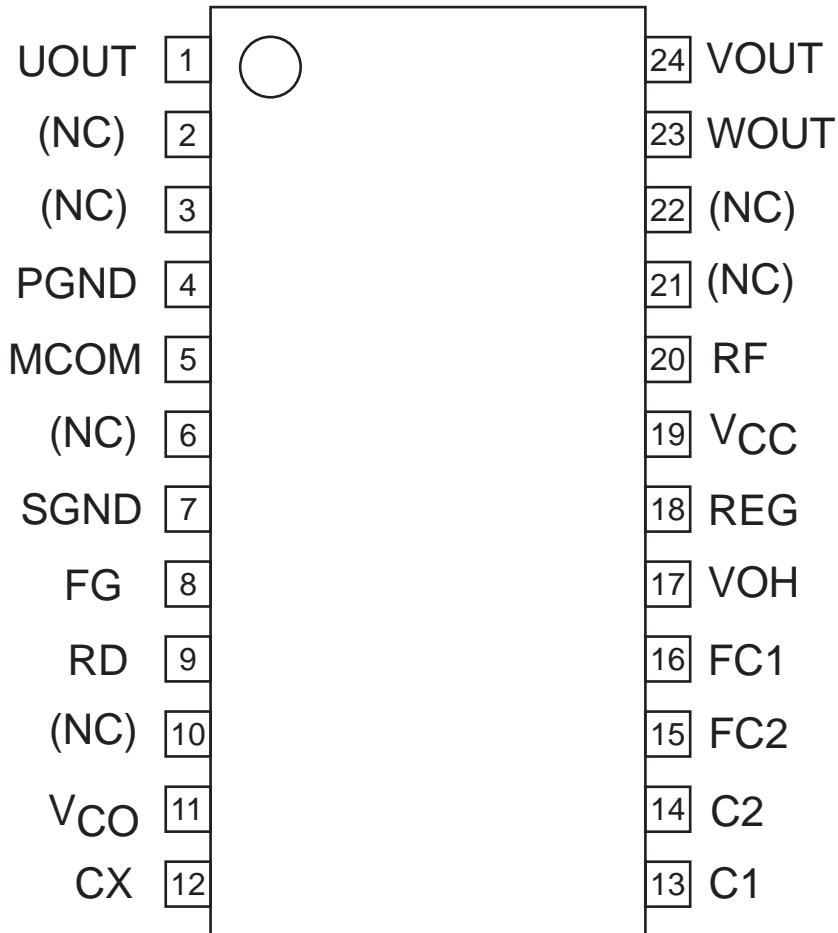 UOUT 1 24 VOUT
(NC) 2 23 WOUT
(NC) 3 22 (NC)
PGND 4 21 (NC)
MCOM 5 20 RF
(NC) 6 19 VCC
SGND 7 18 REG
FG 8 17 VOH
RD 9 16 FC1
(NC) 10 15 FC2
VCO 11 14 C2
CX 12 13 C1